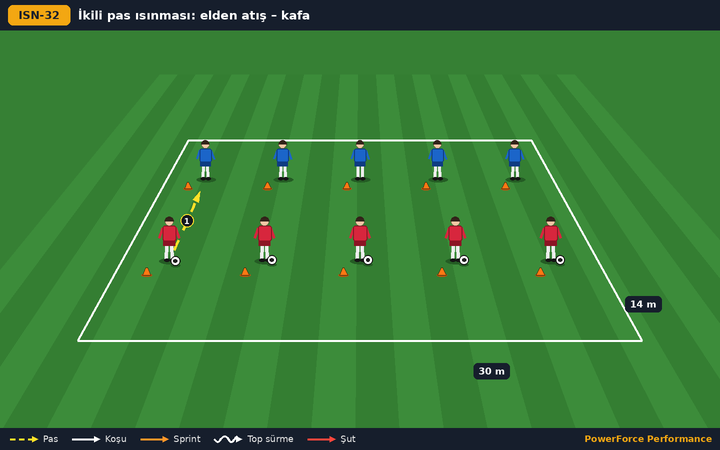 ISN-32 İkili pas ısınması: elden atış – kafa
1
14 m
30 m
Pas Koşu Sprint Top sürme Şut PowerForce Performance